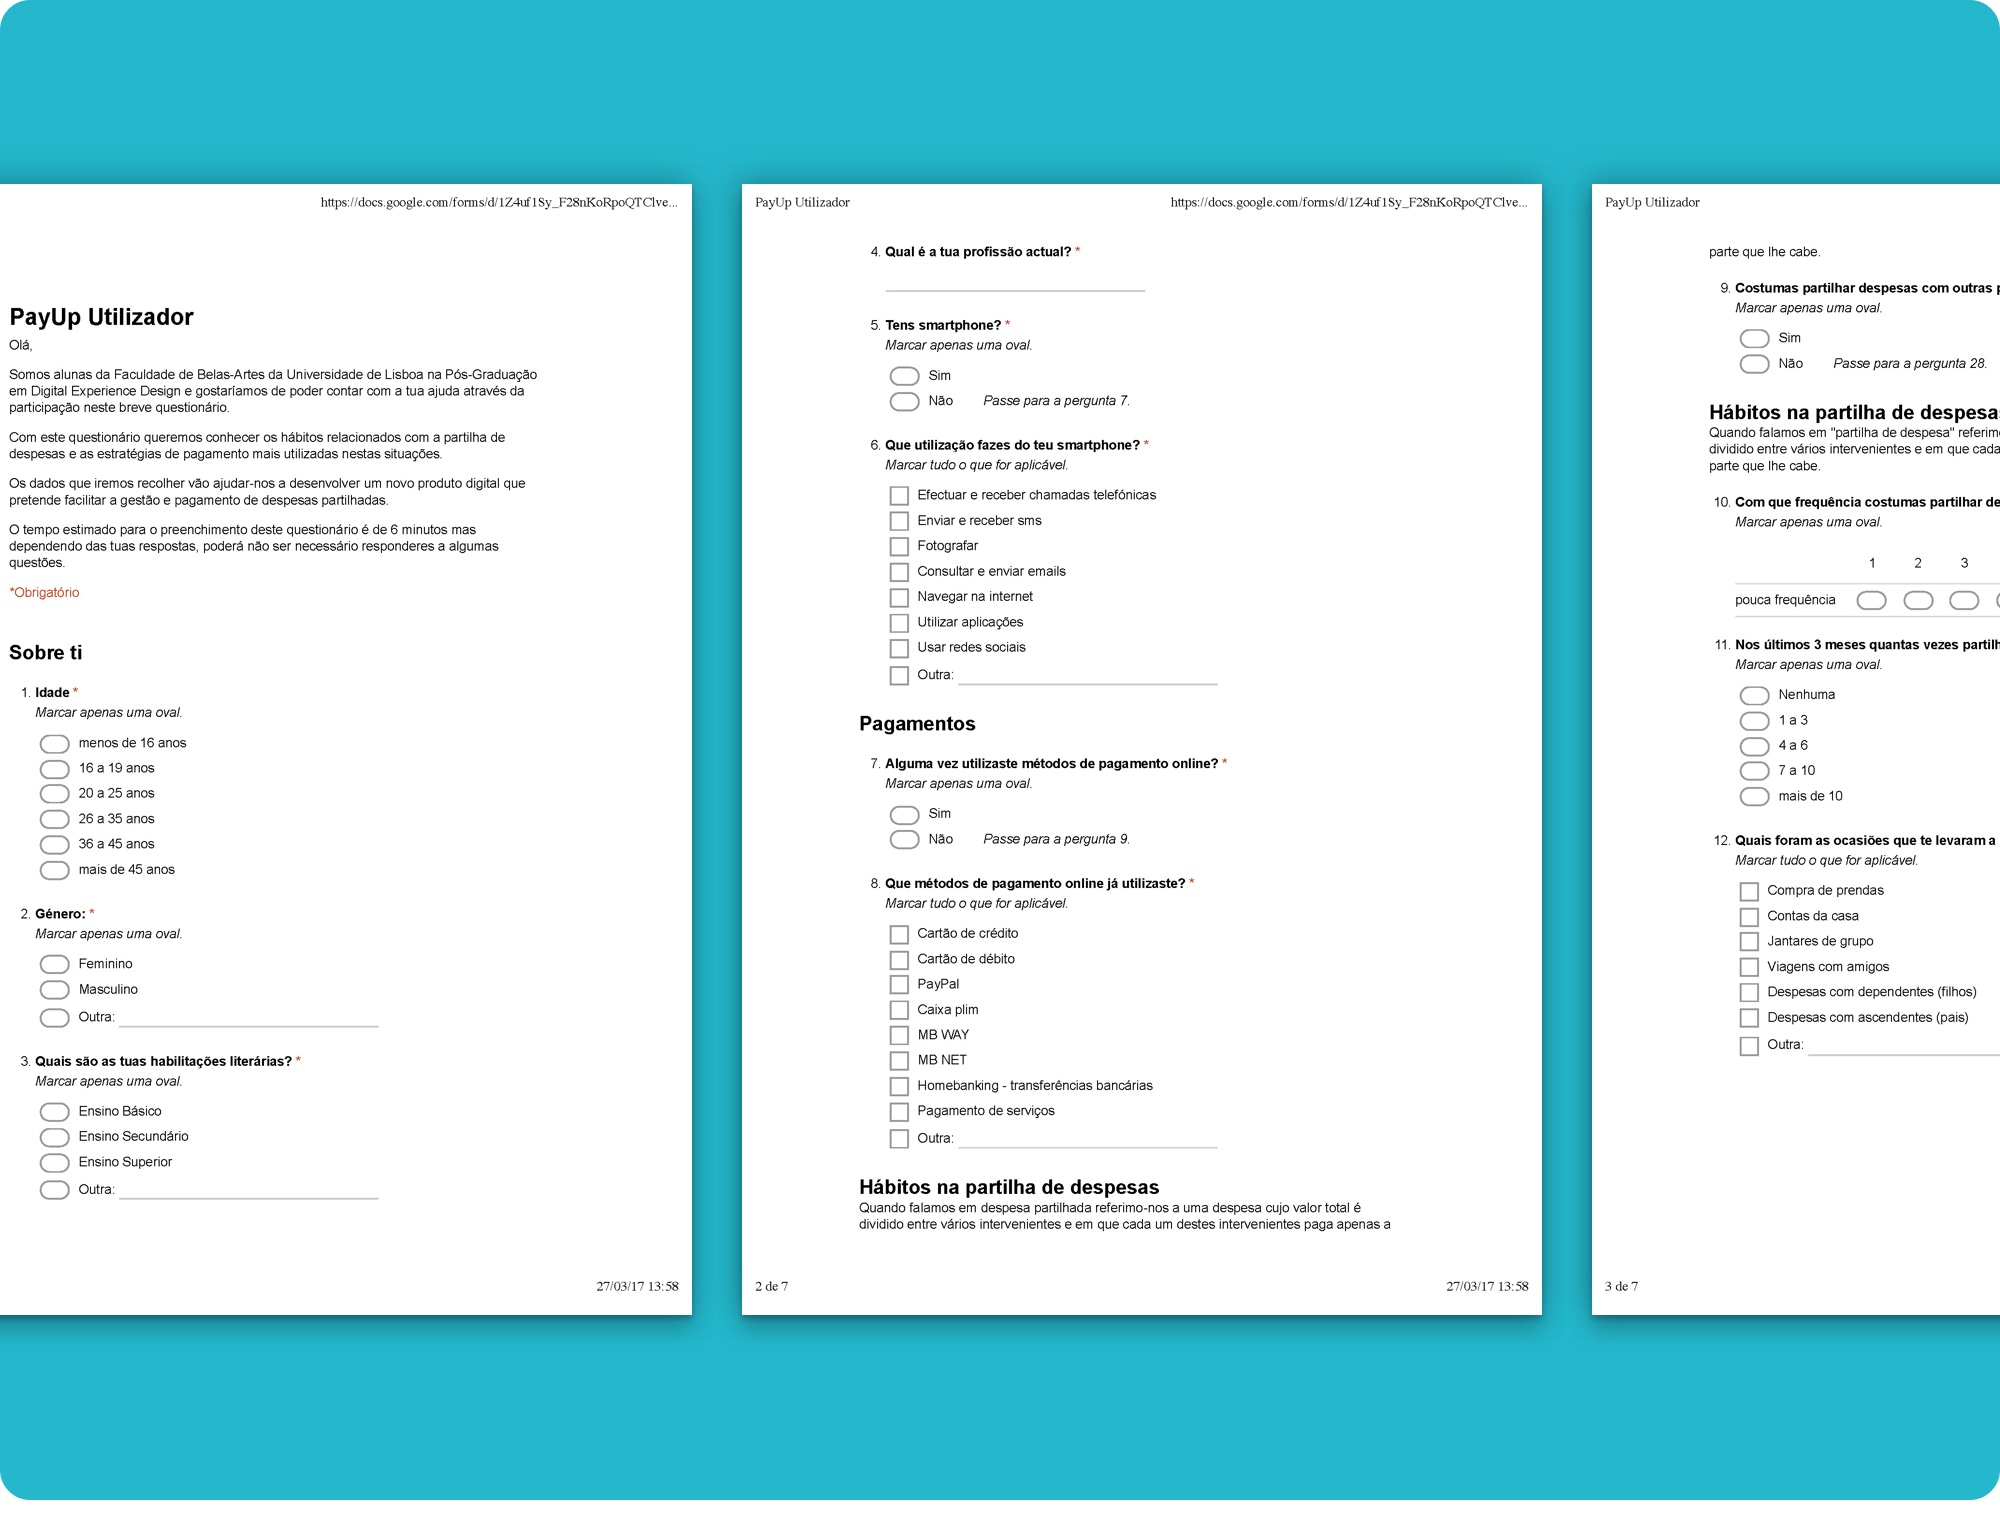 https://docs.google.com/forms/d/1Z4uf1Sy_F28nKoRpoQTClve...
PayUp Utilizador
Olá,
Somos alunas da Faculdade de Belas-Artes da Universidade de Lisboa na Pós-Graduação
em Digital Experience Design e gostaríamos de poder contar com a tua ajuda através da
participação neste breve questionário.
Com este questionário queremos conhecer os hábitos relacionados com a partilha de
despesas e as estratégias de pagamento mais utilizadas nestas situações.
Os dados que iremos recolher vão ajudar-nos a desenvolver um novo produto digital que
pretende facilitar a gestão e pagamento de despesas partilhadas.
O tempo estimado para o preenchimento deste questionário é de 6 minutos mas
dependendo das tuas respostas, poderá não ser necessário responderes a algumas
questões.
*Obrigatório
Sobre ti
1. Idade *
Marcar apenas uma oval.
menos de 16 anos
16 a 19 anos
20 a 25 anos
26 a 35 anos
36 a 45 anos
mais de 45 anos
2. Género: *
Marcar apenas uma oval.
Feminino
Masculino
Outra:
3. Quais são as tuas habilitações literárias? *
Marcar apenas uma oval.
Ensino Básico
Ensino Secundário
Ensino Superior
Outra:
27/03/17 13:58
PayUp Utilizador
https://docs.google.com/forms/d/1Z4uf1Sy_F28nKoRpoQTClve...
4. Qual é a tua profissão actual? *
5. Tens smartphone? *
Marcar apenas uma oval.
Sim
Não Passe para a pergunta 7.
6. Que utilização fazes do teu smartphone? *
Marcar tudo o que for aplicável.
Efectuar e receber chamadas telefónicas
Enviar e receber sms
Fotografar
Consultar e enviar emails
Navegar na internet
Utilizar aplicações
Usar redes sociais
Outra:
Pagamentos
7. Alguma vez utilizaste métodos de pagamento online? *
Marcar apenas uma oval.
Sim
Não Passe para a pergunta 9.
8. Que métodos de pagamento online já utilizaste? *
Marcar tudo o que for aplicável.
Cartão de crédito
Cartão de débito
PayPal
Caixa plim
MB WAY
MB NET
Homebanking - transferências bancárias
Pagamento de serviços
Outra:
Hábitos na partilha de despesas
Quando falamos em despesa partilhada referimo-nos a uma despesa cujo valor total é
dividido entre vários intervenientes e em que cada um destes intervenientes paga apenas a
2 de 7
27/03/17 13:58
PayUp Utilizador
parte que lhe cabe.
9. Costumas partilhar despesas com outras
Marcar apenas uma oval.
Sim
Não Passe para a pergunta 28.
Hábitos na partilha de despesas
Quando falamos em "partilha de despesa" referim
dividido entre vários intervenientes e em que cada
parte que lhe cabe.
10. Com que frequência costumas partilhar de
Marcar apenas uma oval.
1 2 3
pouca frequência
11. Nos últimos 3 meses quantas vezes partilh
Marcar apenas uma oval.
Nenhuma
1 a 3
4 a 6
7 a 10
mais de 10
12. Quais foram as ocasiões que te levaram a
Marcar tudo o que for aplicável.
Compra de prendas
Contas da casa
Jantares de grupo
Viagens com amigos
Despesas com dependentes (filhos)
Despesas com ascendentes (pais)
Outra:
3 de 7